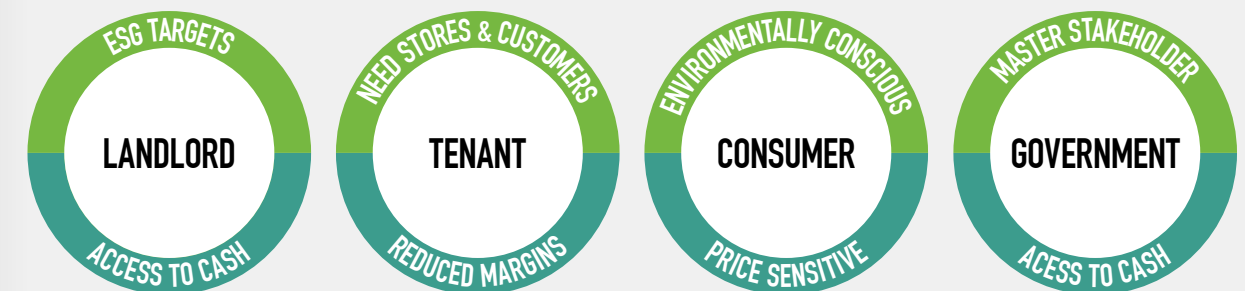 ESG TARGETS
LANDLORD
ACCESS TO CASH
NEED STORES & CUSTOMERS
TENANT
REDUCED MARGINS
ENVIRONMENTALLY CONSCIOUS
CONSUMER
PRICE SENSITIVE
MASTER STAKEHOLDER
GOVERNMENT
ACESS TO CASH